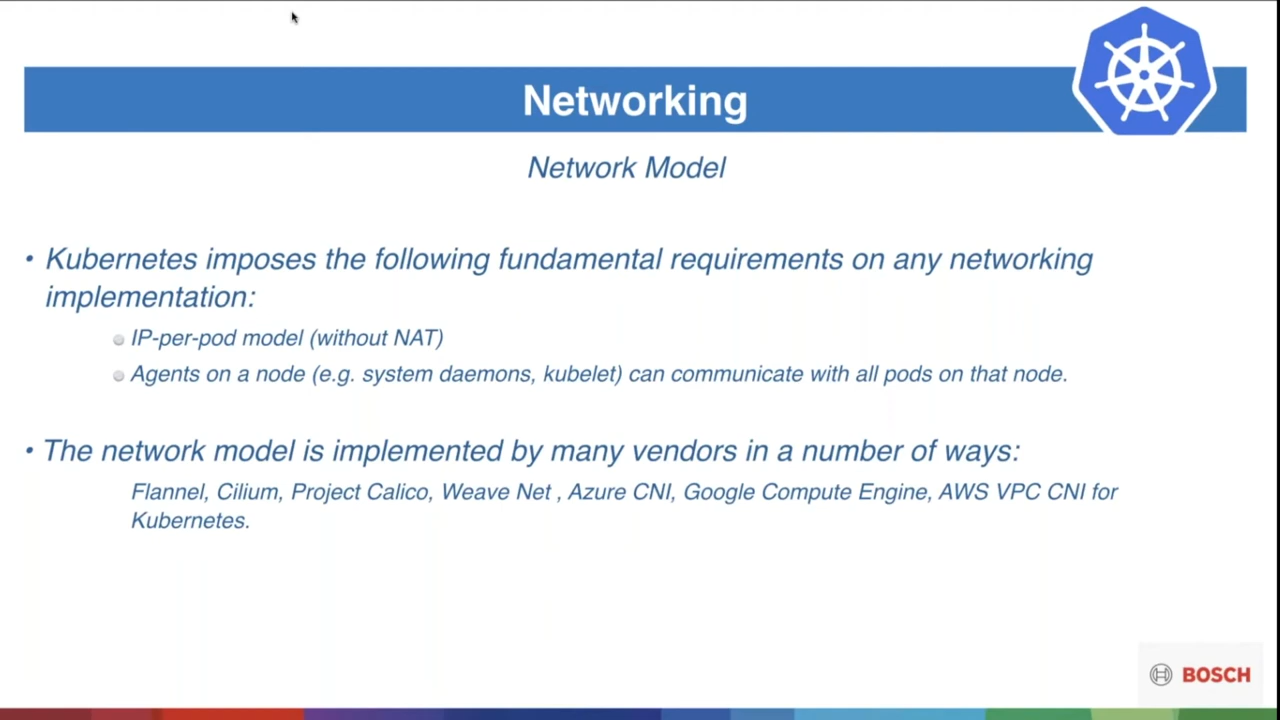 Networking
Network Model
• Kubernetes imposes the following fundamental requirements on any networking
implementation:
IP-per-pod model (without NAT)
Agents on a node (e.g. system daemons, kubelet) can communicate with all pods on that node.
• The network model is implemented by many vendors in a number of ways:
Flannel, Cilium, Project Calico, Weave Net , Azure CNI, Google Compute Engine, AWS VPC CNI for
Kubernetes.
BOSCH